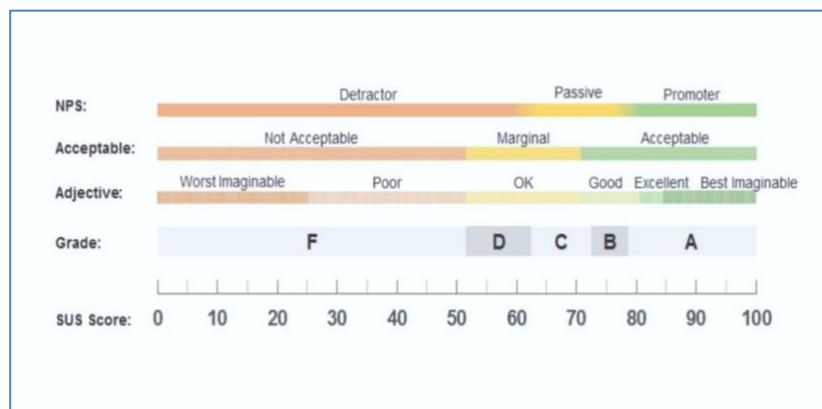 Detractor Passive Promoter
NPS:
Not Acceptable Marginal Acceptable
Acceptable:
Worst Imaginable Poor OK Good Excellent Best Imaginable
Adjective:
Grade: F D C B A
SUS Score: 0 10 20 30 40 50 60 70 80 90 100